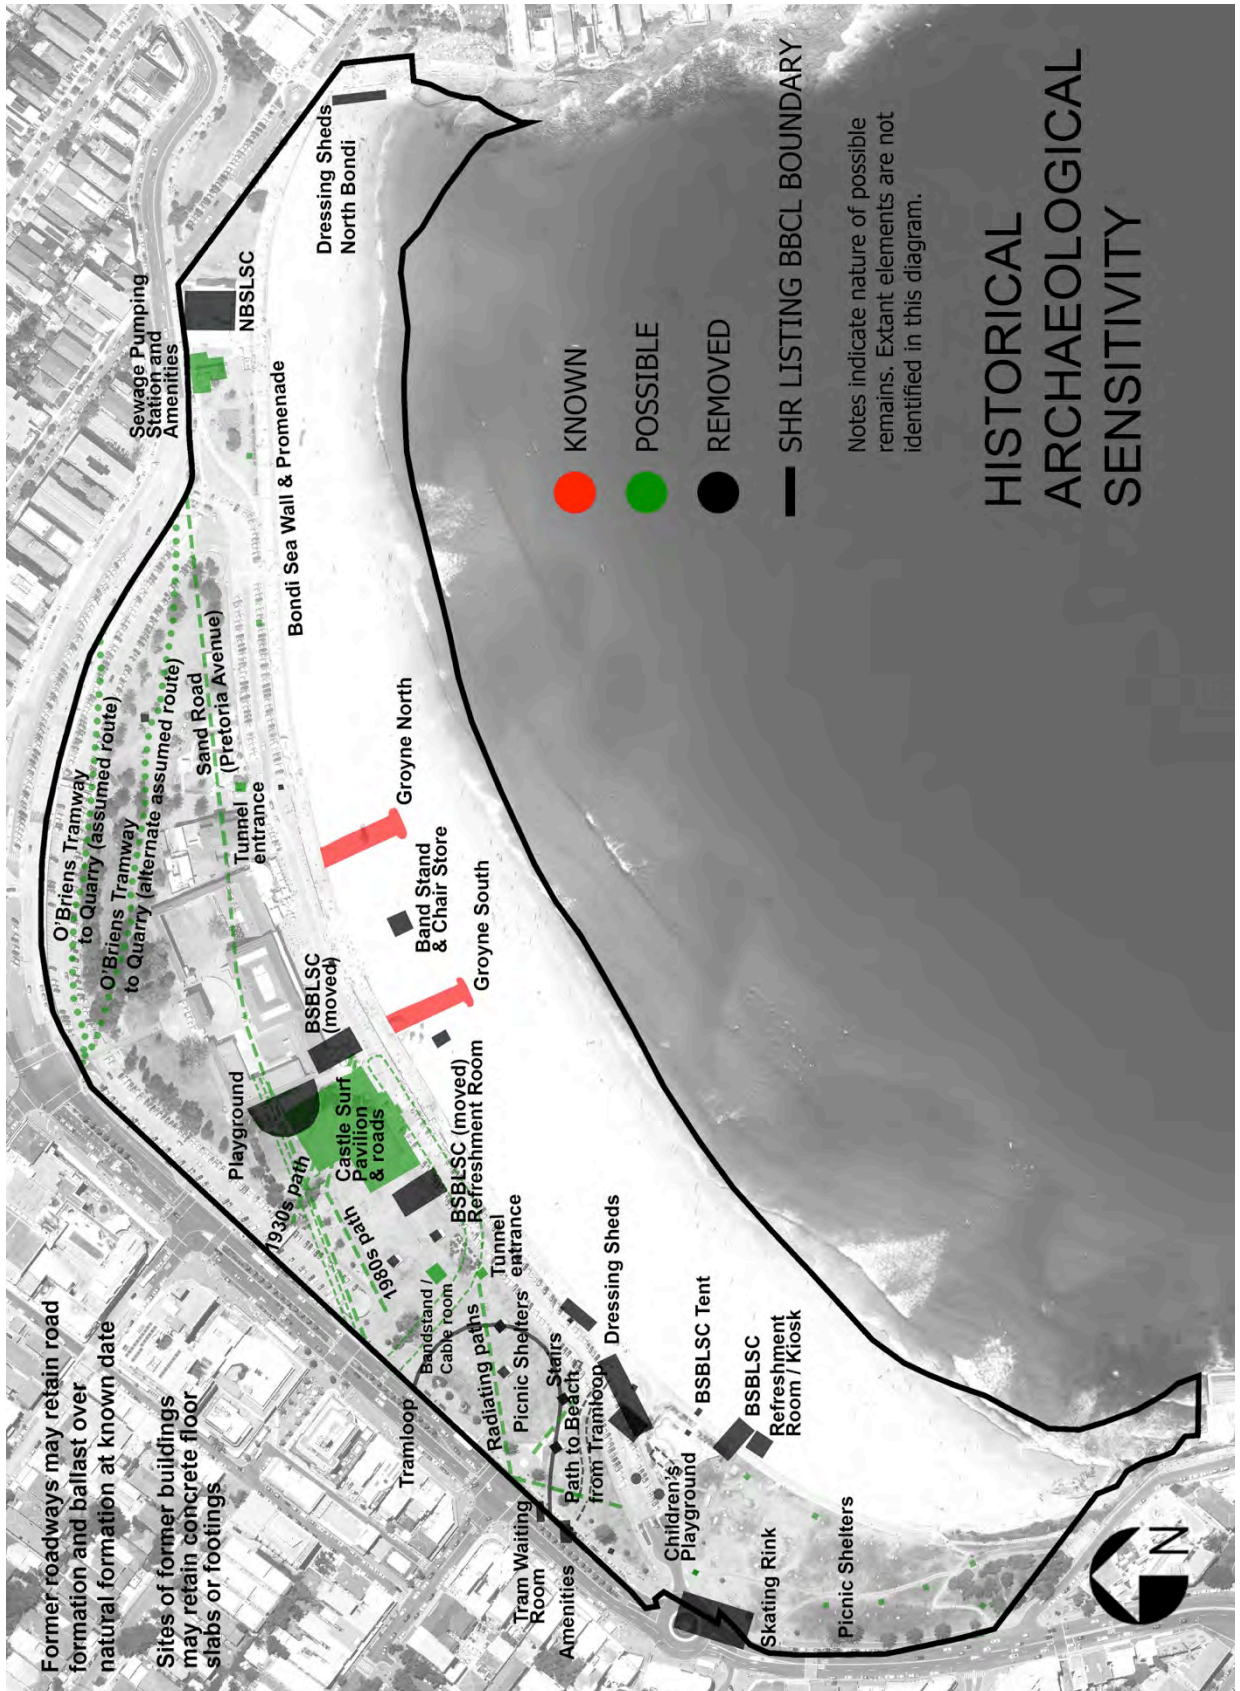 Former roadways may retain road
formation and ballast over
natural formation at known date
Sites of former buildings
may retain concrete floor
slabs or footings
O'Briens Tramway
to Quarry (assumed route)
O'Briens Tramway
to Quarry (alternate assumed route)
Sand Road
(Pretoria Avenue)
Sewage Pumping
Station and
Amenities
NBSLSC
Dressing Sheds
North Bondi
Bondi Sea Wall & Promenade
Tunnel
entrance
Groyne North
Band Stand
& Chair Store
Groyne South
BSBLSC
(moved)
Playground
Castle Surf
Pavilion
& roads
1930s path
1980s path
BSBLSC (moved)
Refreshment Room
Tunnel
entrance
Bandstand /
Cable room
Tramloop
Radiating paths
Picnic Shelters
Stairs
Path to Beach
from Tramloop
Dressing Sheds
Tram Waiting
Room
Amenities
BSBLSC Tent
BSBLSC
Refreshment
Room / Kiosk
Children's
Playground
Skating Rink
Picnic Shelters
KNOWN
POSSIBLE
REMOVED
SHR LISTING BBCL BOUNDARY
Notes indicate nature of possible
remains. Extant elements are not
identified in this diagram.
HISTORICAL
ARCHAEOLOGICAL
SENSITIVITY
N